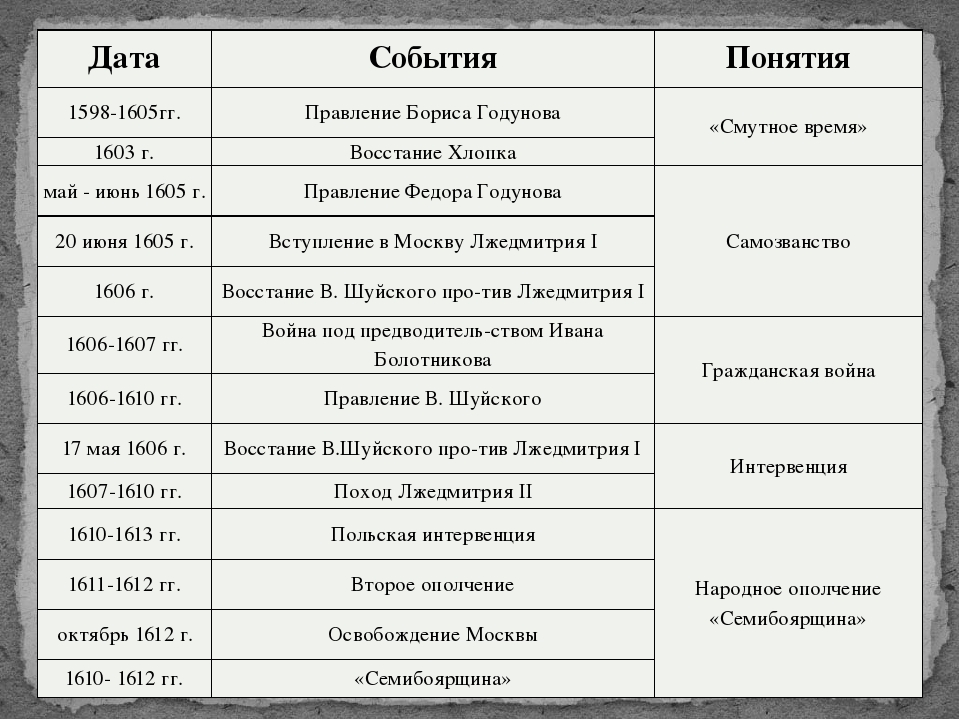 Дата
События
Понятия
1598-1605гг.
Правление Бориса Годунова
«Смутное время»
1603 г.
Восстание Хлопка
май - июнь 1605 г.
Правление Федора Годунова
Самозванство
20 июня 1605 г.
Вступление в Москву Лжедмитрия I
1606 г.
Восстание В. Шуйского про-тив Лжедмитрия I
1606-1607 гг.
Война под предводитель-ством Ивана
Болотникова
Гражданская война
1606-1610 гг.
Правление В. Шуйского
17 мая 1606 г.
Восстание В.Шуйского про-тив Лжедмитрия I
Интервенция
1607-1610 гг.
Поход Лжедмитрия II
1610-1613 гг.
Польская интервенция
Народное ополчение
«Семибоярщина»
1611-1612 гг.
Второе ополчение
октябрь 1612 г.
Освобождение Москвы
1610- 1612 гг.
«Семибоярщина»